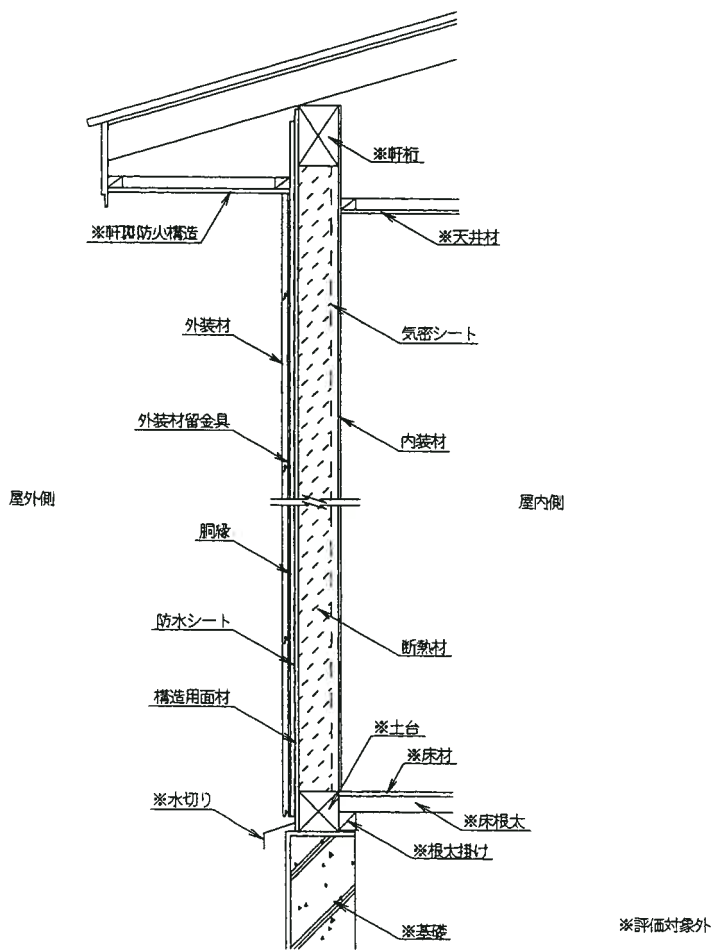 ※軒桁
※軒裏防火構造
※天井材
外装材
気密シート
外装材留金具
内装材
屋外側
屋内側
胴縁
防水シート
断熱材
構造用面材
※土台
※床材
※水切り
※床根太
※根太掛け
※基礎
※評価対象外